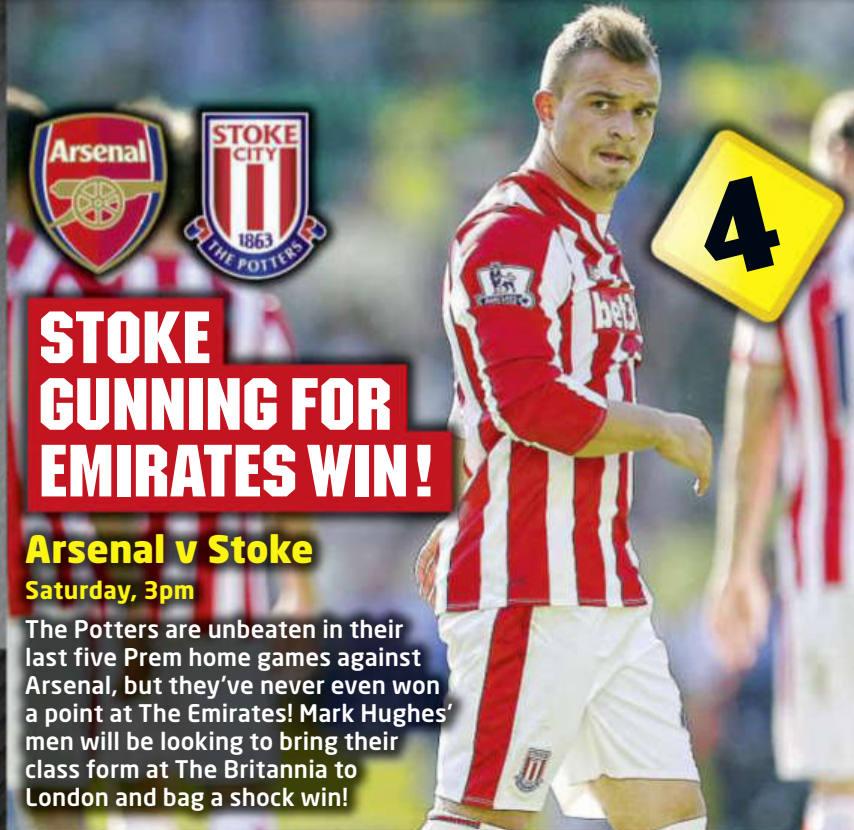 Arsenal
STOKE
CITY
1863
THE POTTERS
4
STOKE
GUNNING FOR
EMIRATES WIN!
Arsenal v Stoke
Saturday, 3pm
The Potters are unbeaten in their
last five Prem home games against
Arsenal, but they've never even won
a point at The Emirates! Mark Hughes'
men will be looking to bring their
class form at The Britannia to
London and bag a shock win!
bet3